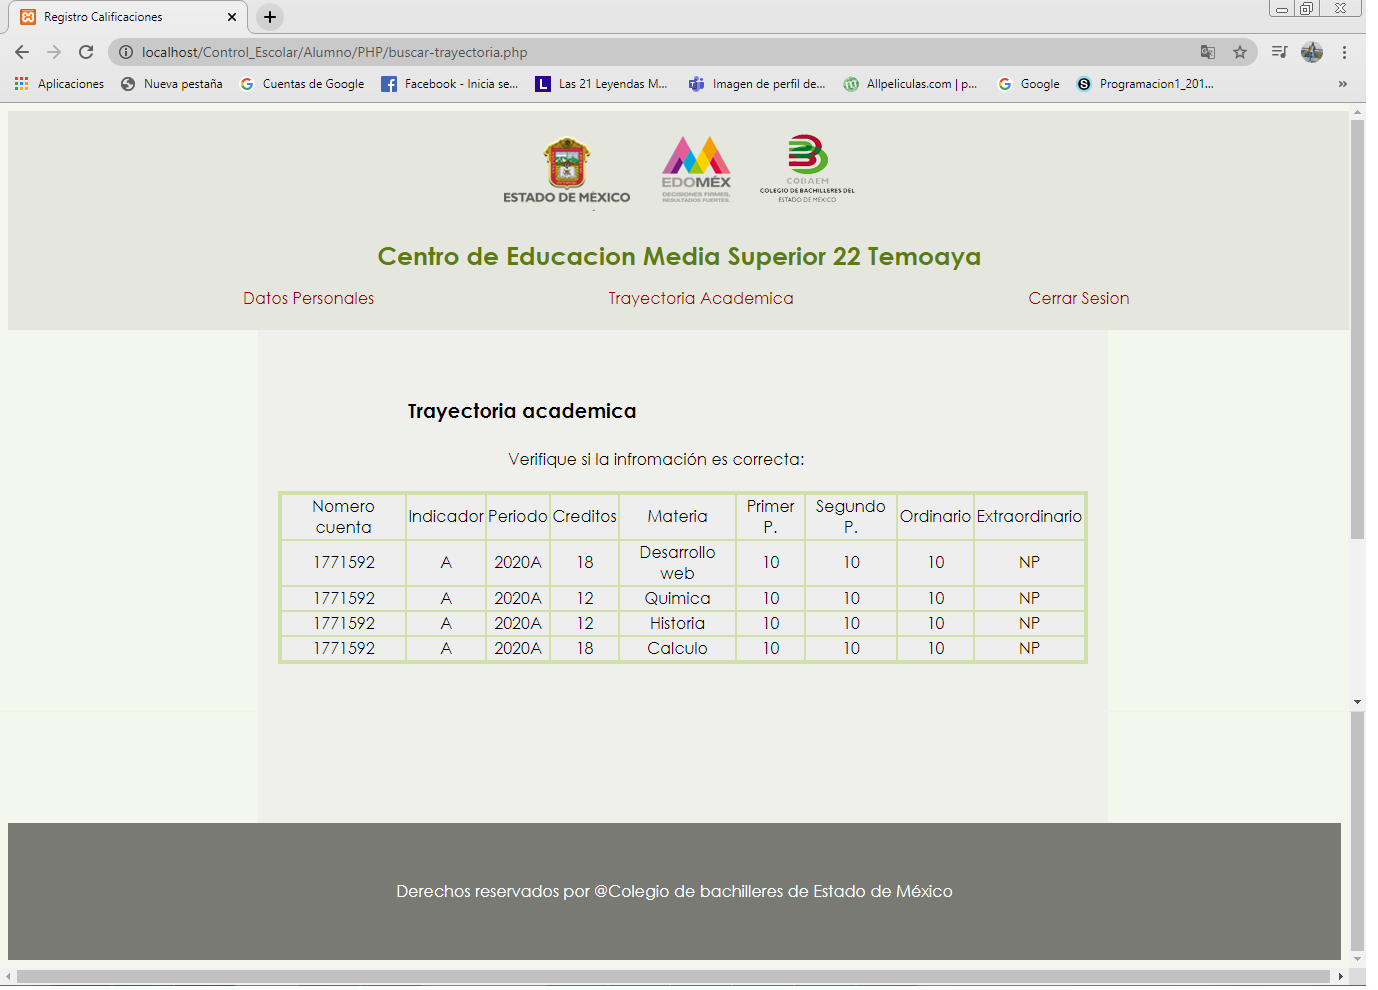 Registro Calificaciones
localhost/Control_Escolar/Alumno/PHP/buscar-trayectoria.php
Aplicaciones Nueva pestaña Cuentas de Google Facebook - Inicia se... Las 21 Leyendas M... Imagen de perfil de... Allpeliculas.com | p... Google Programacion1_201... »
ESTADO DE MÉXICO
EDOMÉX
DECISIONES FIRMES,
RESULTADOS FUERTES.
COBAEM
COLEGIO DE BACHILLERES DEL
ESTADO DE MÉXICO
Centro de Educacion Media Superior 22 Temoaya
Datos Personales Trayectoria Academica Cerrar Sesion
Trayectoria academica
Verifique si la infromación es correcta:
Nomero cuenta Indicador Periodo Creditos Materia Primer P. Segundo P. Ordinario Extraordinario
1771592 A 2020A 18 Desarrollo web 10 10 10 NP
1771592 A 2020A 12 Quimica 10 10 10 NP
1771592 A 2020A 12 Historia 10 10 10 NP
1771592 A 2020A 18 Calculo 10 10 10 NP
Derechos reservados por @Colegio de bachilleres de Estado de México